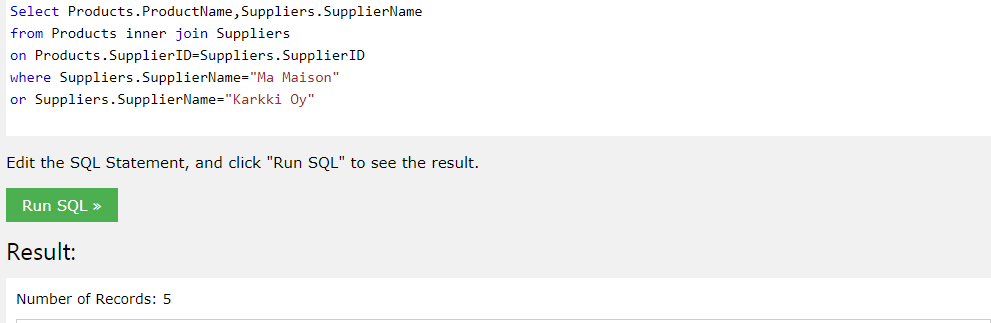 Select Products.ProductName,Suppliers.SupplierName
from Products inner join Suppliers
on Products.SupplierID=Suppliers.SupplierID
where Suppliers.SupplierName="Ma Maison"
or Suppliers.SupplierName="Karkki Oy"
Edit the SQL Statement, and click "Run SQL" to see the result.
Run SQL »
Result:
Number of Records: 5